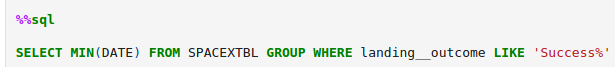 %%sql
SELECT MIN(DATE) FROM SPACEXTBL GROUP WHERE landing__outcome LIKE 'Success%'